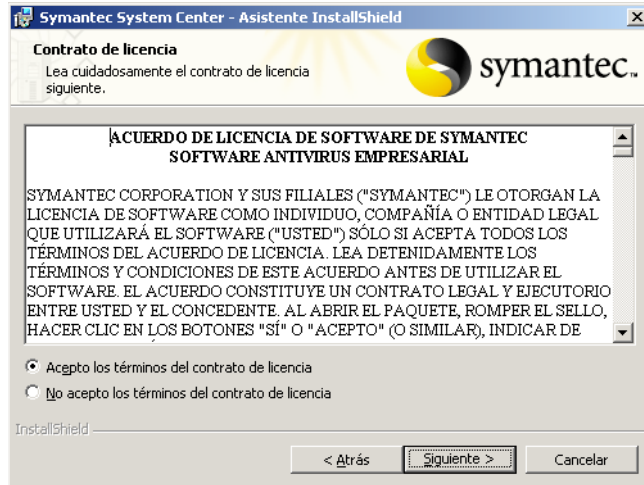 Symantec System Center - Asistente InstallShield
Contrato de licencia
Lea cuidadosamente el contrato de licencia
siguiente.
symantec™
ACUERDO DE LICENCIA DE SOFTWARE DE SYMANTEC
SOFTWARE ANTIVIRUS EMPRESARIAL
SYMANTEC CORPORATION Y SUS FILIALES ("SYMANTEC") LE OTORGAN LA
LICENCIA DE SOFTWARE COMO INDIVIDUO, COMPAÑÍA O ENTIDAD LEGAL
QUE UTILIZARÁ EL SOFTWARE ("USTED") SÓLO SI ACEPTA TODOS LOS
TÉRMINOS DEL ACUERDO DE LICENCIA. LEA DETENIDAMENTE LOS
TÉRMINOS Y CONDICIONES DE ESTE ACUERDO ANTES DE UTILIZAR EL
SOFTWARE. EL ACUERDO CONSTITUYE UN CONTRATO LEGAL Y EJECUTORIO
ENTRE USTED Y EL CONCEDENTE. AL ABRIR EL PAQUETE, ROMPER EL SELLO,
HACER CLIC EN LOS BOTONES "SÍ" O "ACEPTO" (O SIMILAR), INDICAR DE
Acepto los términos del contrato de licencia
No acepto los términos del contrato de licencia
InstallShield
< Atrás
Siguiente >
Cancelar